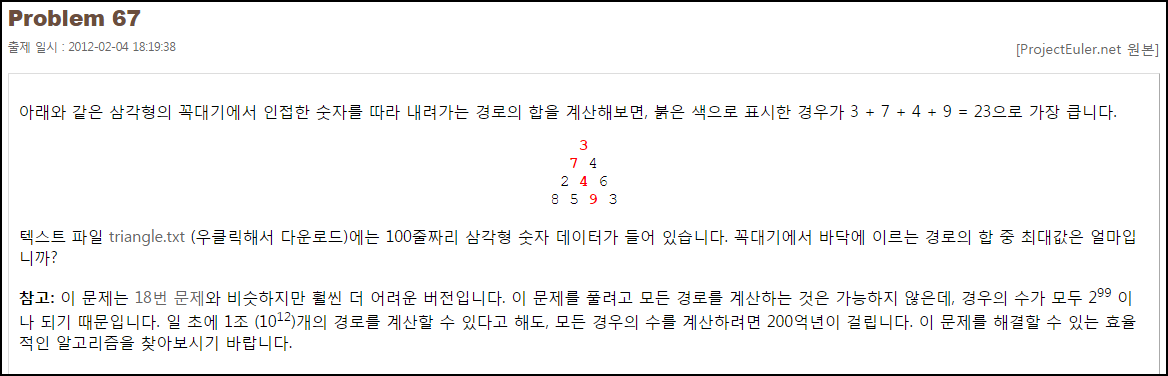 Problem 67
출제 일시 : 2012-02-04 18:19:38
[ProjectEuler.net 원본]
아래와 같은 삼각형의 꼭대기에서 인접한 숫자를 따라 내려가는 경로의 합을 계산해보면, 붉은 색으로 표시한 경우가 3 + 7 + 4 + 9 = 23으로 가장 큽니다.
3
7 4
2 4 6
8 5 9 3
텍스트 파일 triangle.txt (우클릭해서 다운로드)에는 100줄짜리 삼각형 숫자 데이터가 들어 있습니다. 꼭대기에서 바닥에 이르는 경로의 합 중 최대값은 얼마입
니까?
참고: 이 문제는 18번 문제와 비슷하지만 훨씬 더 어려운 버전입니다. 이 문제를 풀려고 모든 경로를 계산하는 것은 가능하지 않은데, 경우의 수가 모두 2⁹⁹ 이
나 되기 때문입니다. 일 초에 1조 (10¹²)개의 경로를 계산할 수 있다고 해도, 모든 경우의 수를 계산하려면 200억년이 걸립니다. 이 문제를 해결할 수 있는 효율
적인 알고리즘을 찾아보시기 바랍니다.